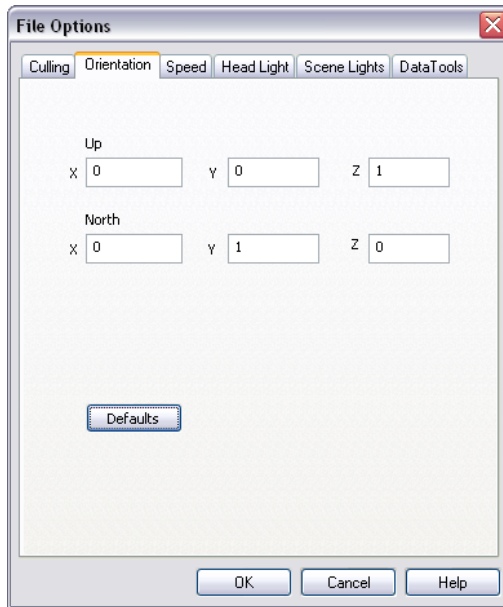 File Options
Culling Orientation Speed Head Light Scene Lights DataTools
Up
X 0 Y 0 Z 1
North
X 0 Y 1 Z 0
Defaults
OK Cancel Help